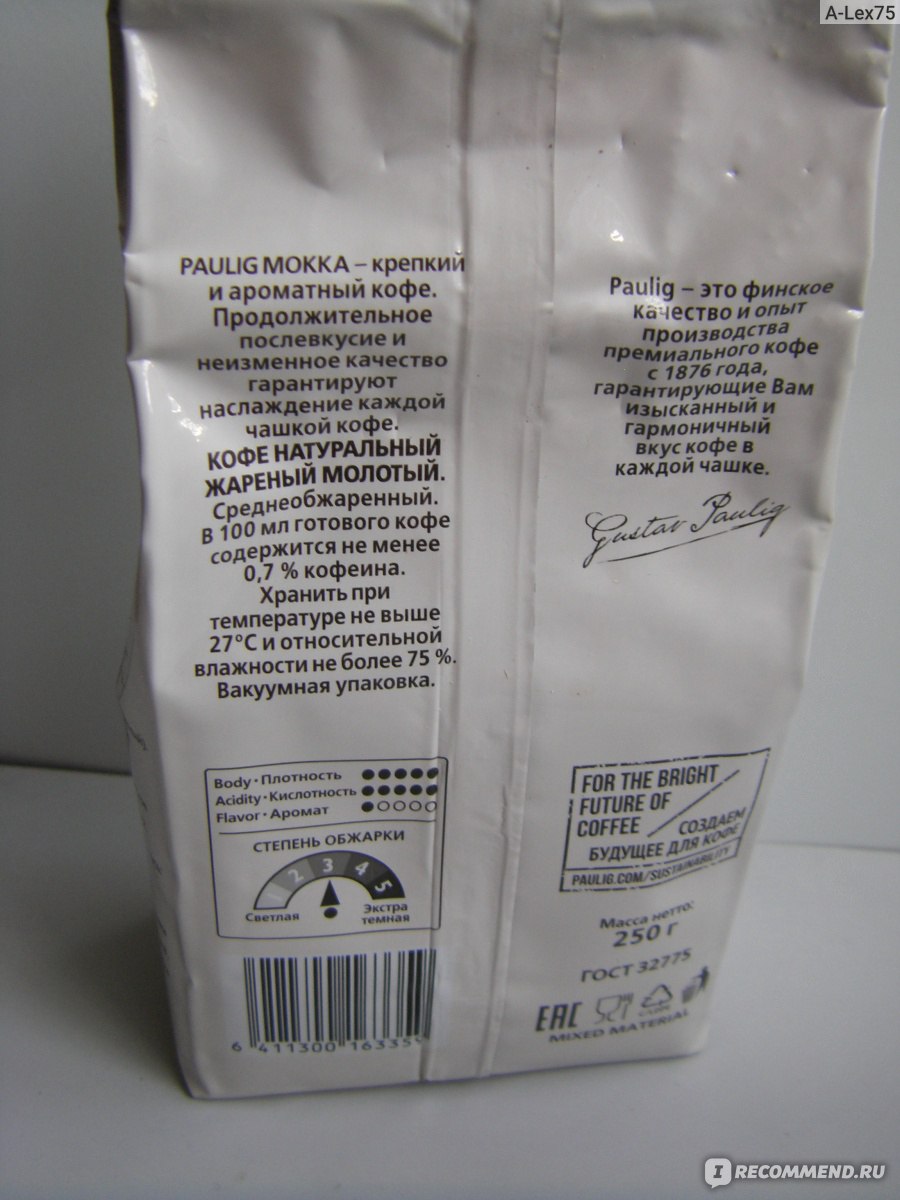 A-Lex75
PAULIG MOKKA – крепкий
и ароматный кофе.
Продолжительное
послевкусие и
неизменное качество
гарантируют
наслаждение каждой
чашкой кофе.
КОФЕ НАТУРАЛЬНЫЙ
ЖАРЕНЫЙ МОЛОТЫЙ.
Среднеобжаренный.
В 100 мл готового кофе
содержится не менее
0,7 % кофеина.
Хранить при
температуре не выше
27°С и относительной
влажности не более 75 %.
Вакуумная упаковка.
Body · Плотность
Acidity · Кислотность
Flavor · Аромат
СТЕПЕНЬ ОБЖАРКИ
1 2 3 4 5
Светлая
Экстра
темная
6 411300 163359
Paulig – это финское
качество и опыт
производства
премиального кофе
с 1876 года,
гарантирующие Вам
изысканный и
гармоничный
вкус кофе в
каждой чашке.
Gustav Paulig
FOR THE BRIGHT
FUTURE OF
COFFEE
СОЗДАЕМ
БУДУЩЕЕ ДЛЯ КОФЕ
PAULIG.COM/SUSTAINABILITY
Масса нетто:
250 г
ГОСТ 32775
EAC
MIXED MATERIAL
IRECOMMEND.RU